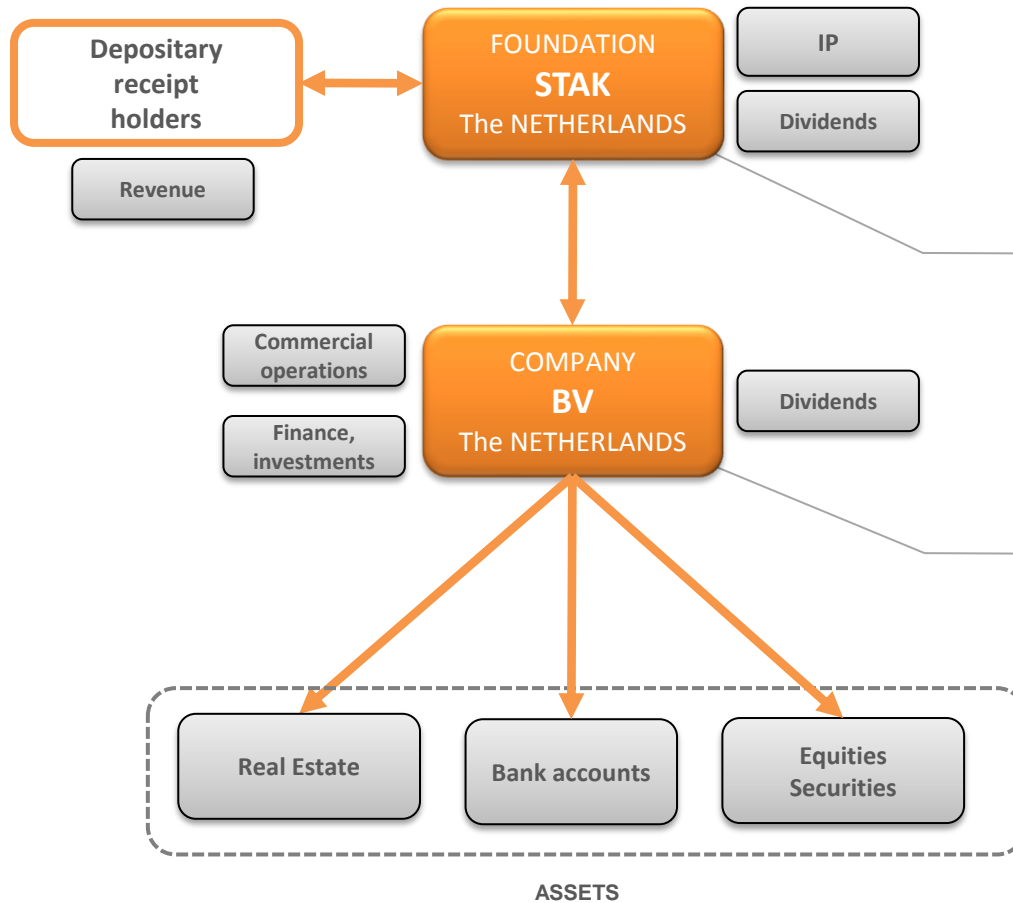 Depositary
receipt
holders
FOUNDATION
STAK
The NETHERLANDS
IP
Dividends
Revenue
Commercial
operations
Finance,
investments
COMPANY
BV
The NETHERLANDS
Dividends
Real Estate
Bank accounts
Equities
Securities
ASSETS